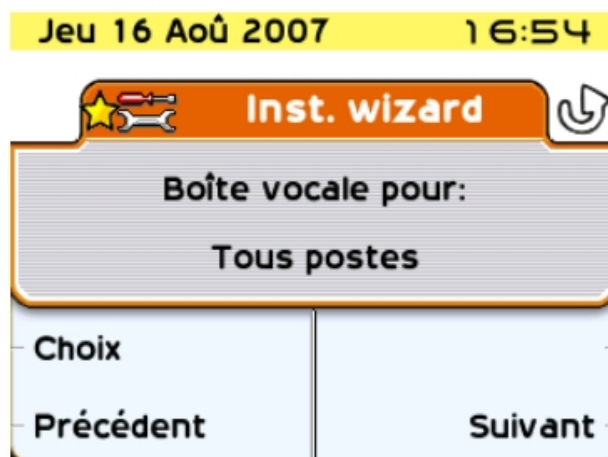 Jeu 16 Aoû 2007 16:54
Inst. wizard
Boîte vocale pour:
Tous postes
Choix
Précédent Suivant